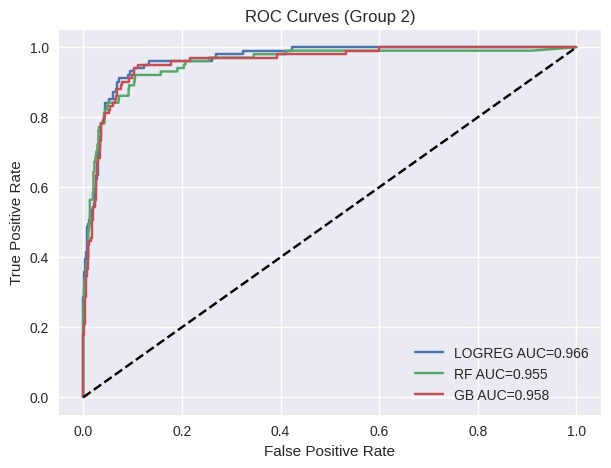 ROC Curves (Group 2)
True Positive Rate
1.0
0.8
0.6
0.4
0.2
0.0
LOGREG AUC=0.966
RF AUC=0.955
GB AUC=0.958
0.0 0.2 0.4 0.6 0.8 1.0
False Positive Rate